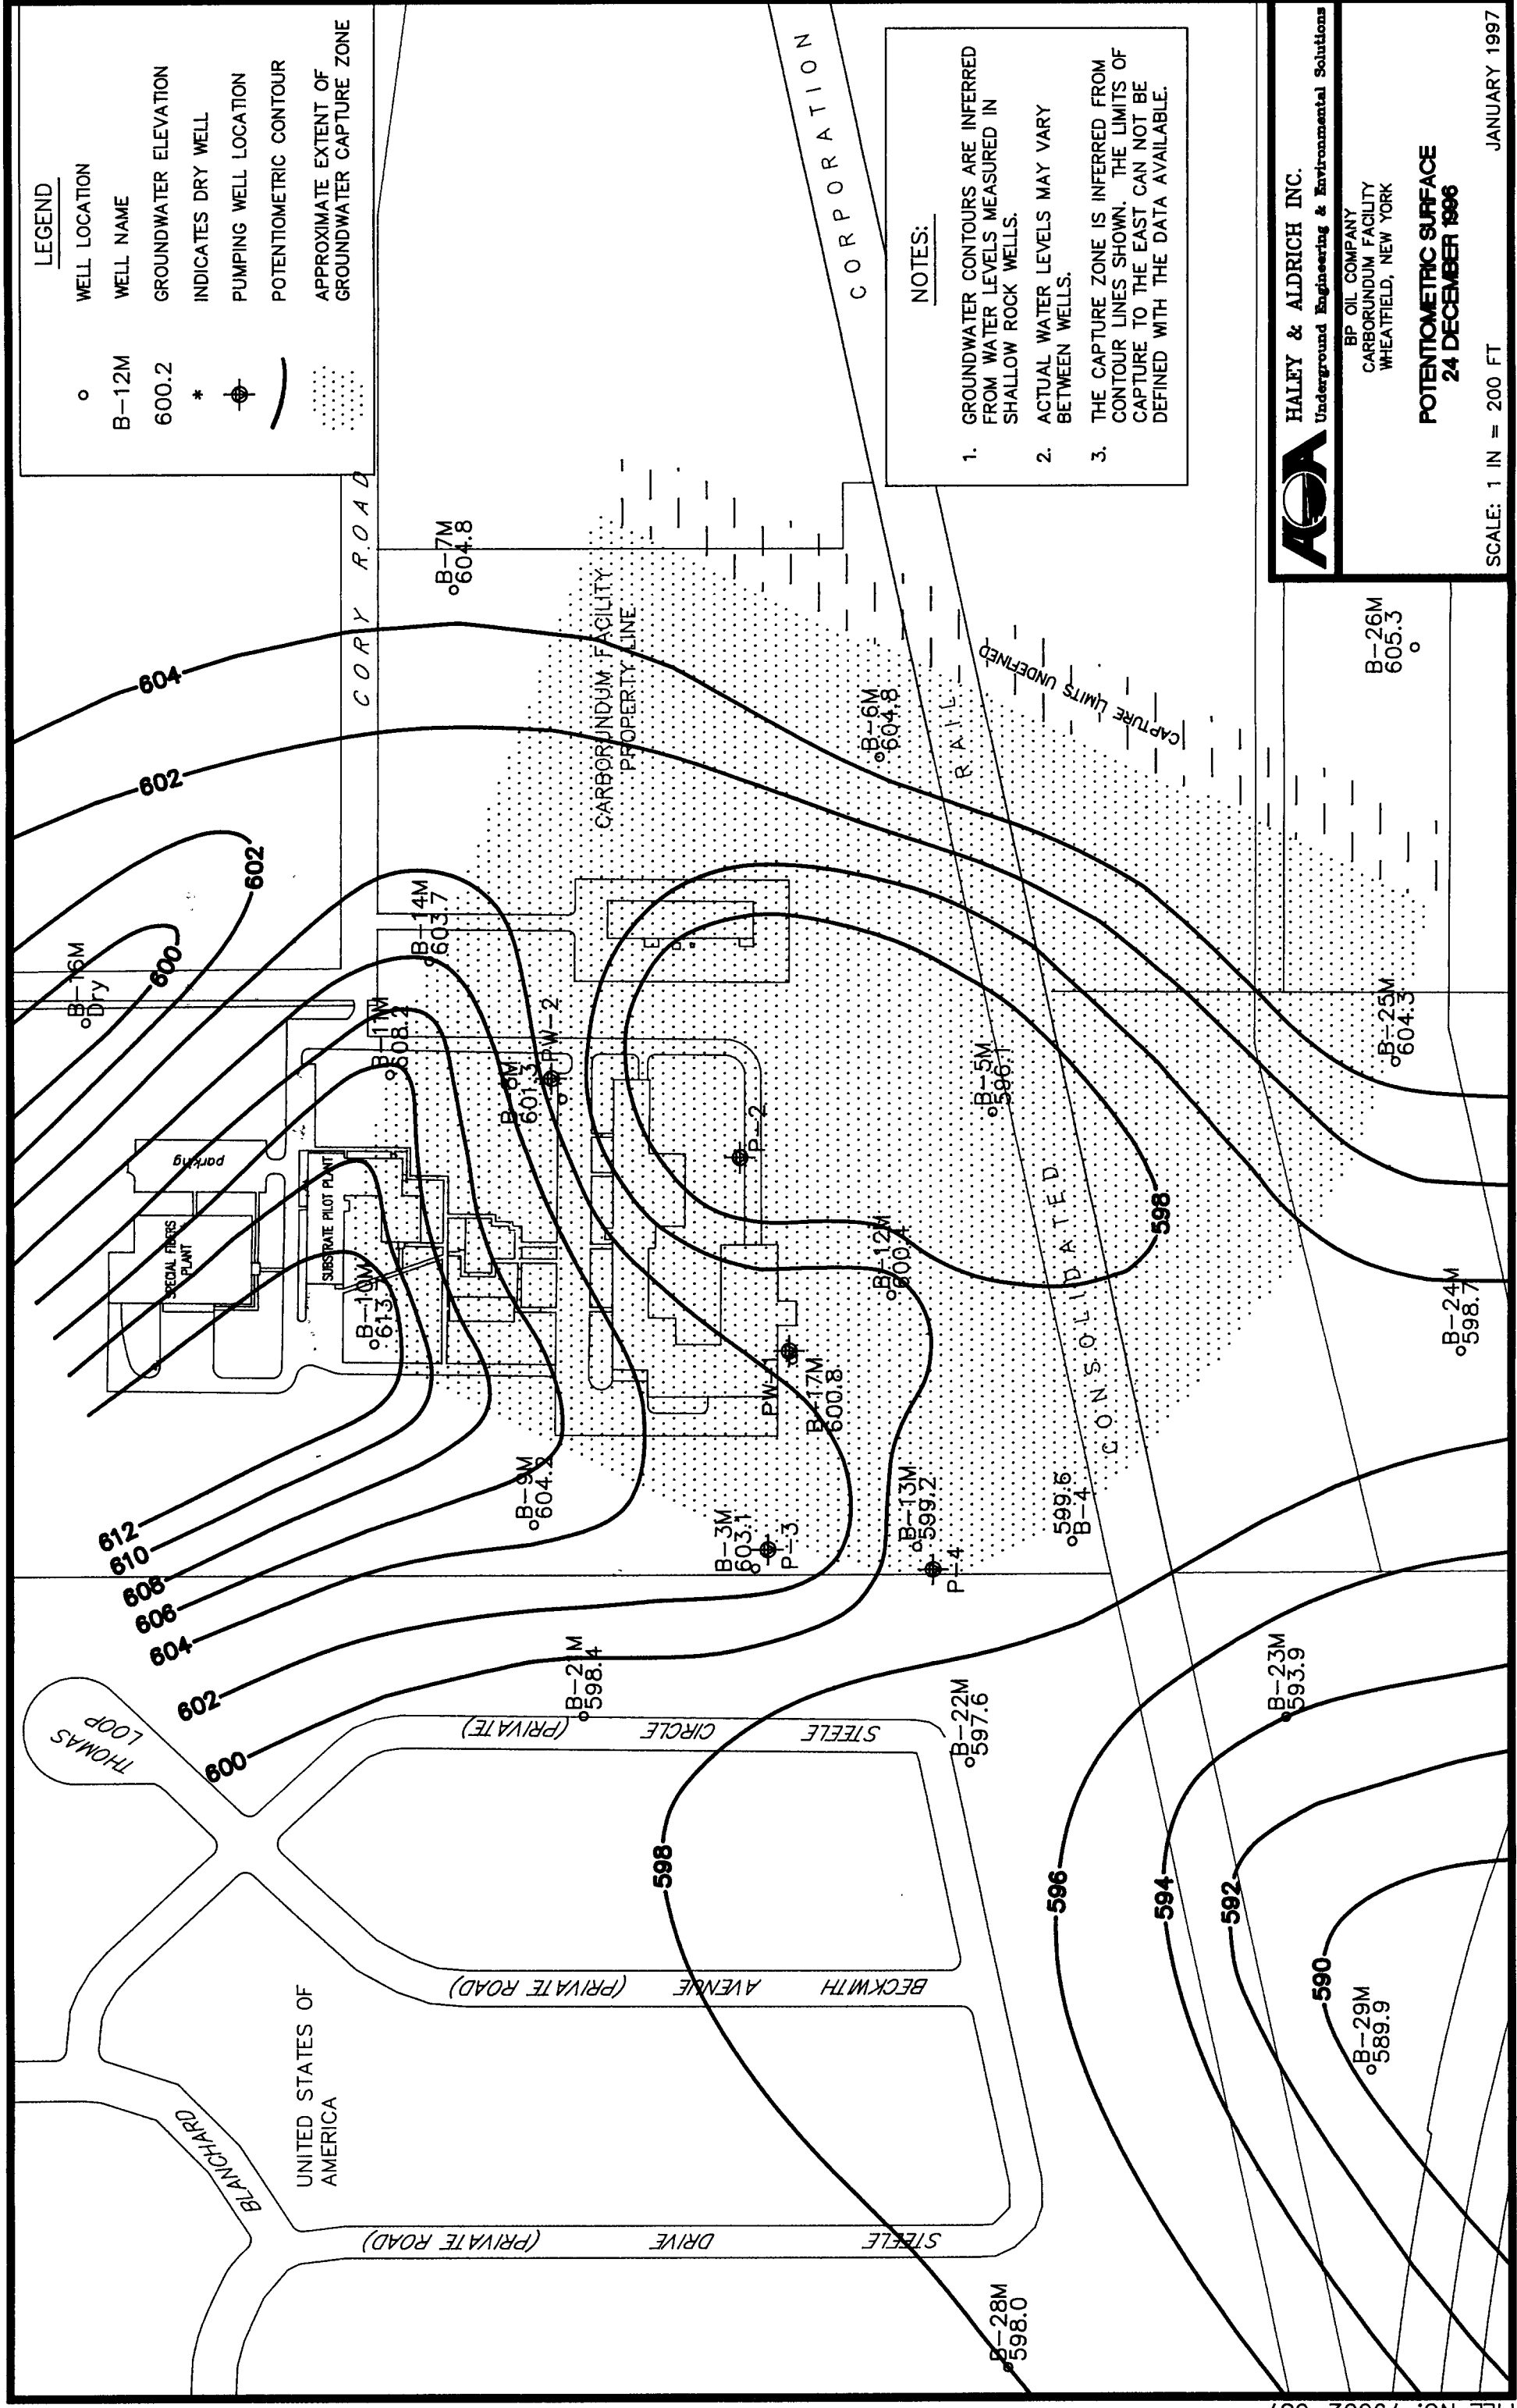 LEGEND
WELL LOCATION
B-12M WELL NAME
600.2 GROUNDWATER ELEVATION
* INDICATES DRY WELL
PUMPING WELL LOCATION
POTENTIOMETRIC CONTOUR
APPROXIMATE EXTENT OF
GROUNDWATER CAPTURE ZONE
NOTES:
1. GROUNDWATER CONTOURS ARE INFERRED
FROM WATER LEVELS MEASURED IN
SHALLOW ROCK WELLS.
2. ACTUAL WATER LEVELS MAY VARY
BETWEEN WELLS.
3. THE CAPTURE ZONE IS INFERRED FROM
CONTOUR LINES SHOWN. THE LIMITS OF
CAPTURE TO THE EAST CAN NOT BE
DEFINED WITH THE DATA AVAILABLE.
HALEY & ALDRICH INC.
Underground Engineering & Environmental Solutions
BP OIL COMPANY
CARBORUNDUM FACILITY
WHEATFIELD, NEW YORK
POTENTIOMETRIC SURFACE
24 DECEMBER 1996
SCALE: 1 IN = 200 FT
JANUARY 1997
THOMAS
LOOP
BLANCHARD
UNITED STATES OF
AMERICA
STEELE DRIVE (PRIVATE ROAD)
BECKWITH AVENUE (PRIVATE ROAD)
STEELE CIRCLE (PRIVATE)
CORY ROAD
CONSOLIDATED RAIL CORPORATION
CARBORUNDUM FACILITY
PROPERTY LINE
CAPTURE LIMITS UNDEFINED
SPECIAL FIBERS
PLANT
parking
SUBSTRATE PILOT PLANT
B-16M
Dry
B-11M
608.2
B-14M
603.7
B-7M
604.8
B-10M
B-9M
604.2
601.3
PW-2
P-2
B-3M
603.1
P-3
PW-1
B-17M
600.8
B-12M
B-13M
599.2
P-4
599.6
B-4
B-5M
596.1
B-6M
604.8
B-21M
598.4
B-22M
597.6
B-23M
593.9
B-24M
598.7
B-25M
604.3
B-26M
605.3
B-28M
598.0
B-29M
589.9
612
610
608
606
604
602
600
600
602
602
604
598
598
596
594
592
590